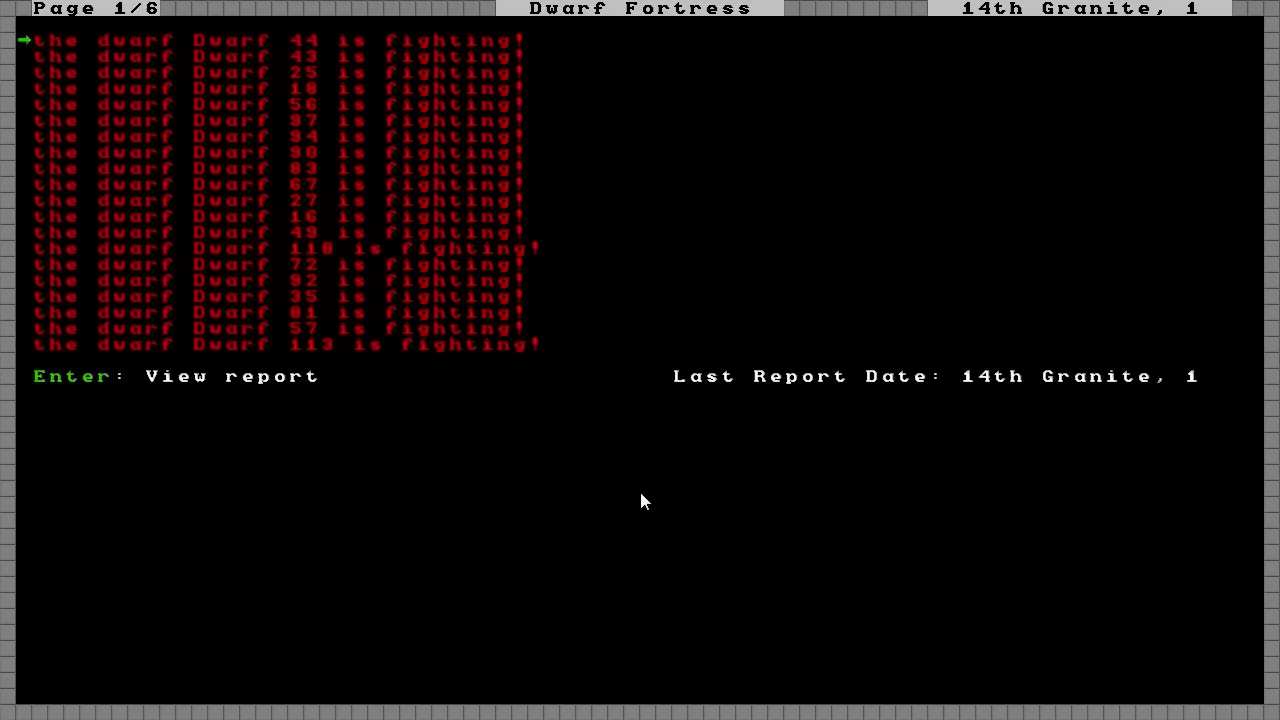 Page 1/6 Dwarf Fortress 14th Granite, 1
the dwarf Dwarf 44 is fighting!
the dwarf Dwarf 43 is fighting!
the dwarf Dwarf 25 is fighting!
the dwarf Dwarf 18 is fighting!
the dwarf Dwarf 56 is fighting!
the dwarf Dwarf 97 is fighting!
the dwarf Dwarf 94 is fighting!
the dwarf Dwarf 90 is fighting!
the dwarf Dwarf 83 is fighting!
the dwarf Dwarf 67 is fighting!
the dwarf Dwarf 27 is fighting!
the dwarf Dwarf 16 is fighting!
the dwarf Dwarf 49 is fighting!
the dwarf Dwarf 110 is fighting!
the dwarf Dwarf 72 is fighting!
the dwarf Dwarf 92 is fighting!
the dwarf Dwarf 35 is fighting!
the dwarf Dwarf 81 is fighting!
the dwarf Dwarf 57 is fighting!
the dwarf Dwarf 113 is fighting!
Enter: View report Last Report Date: 14th Granite, 1